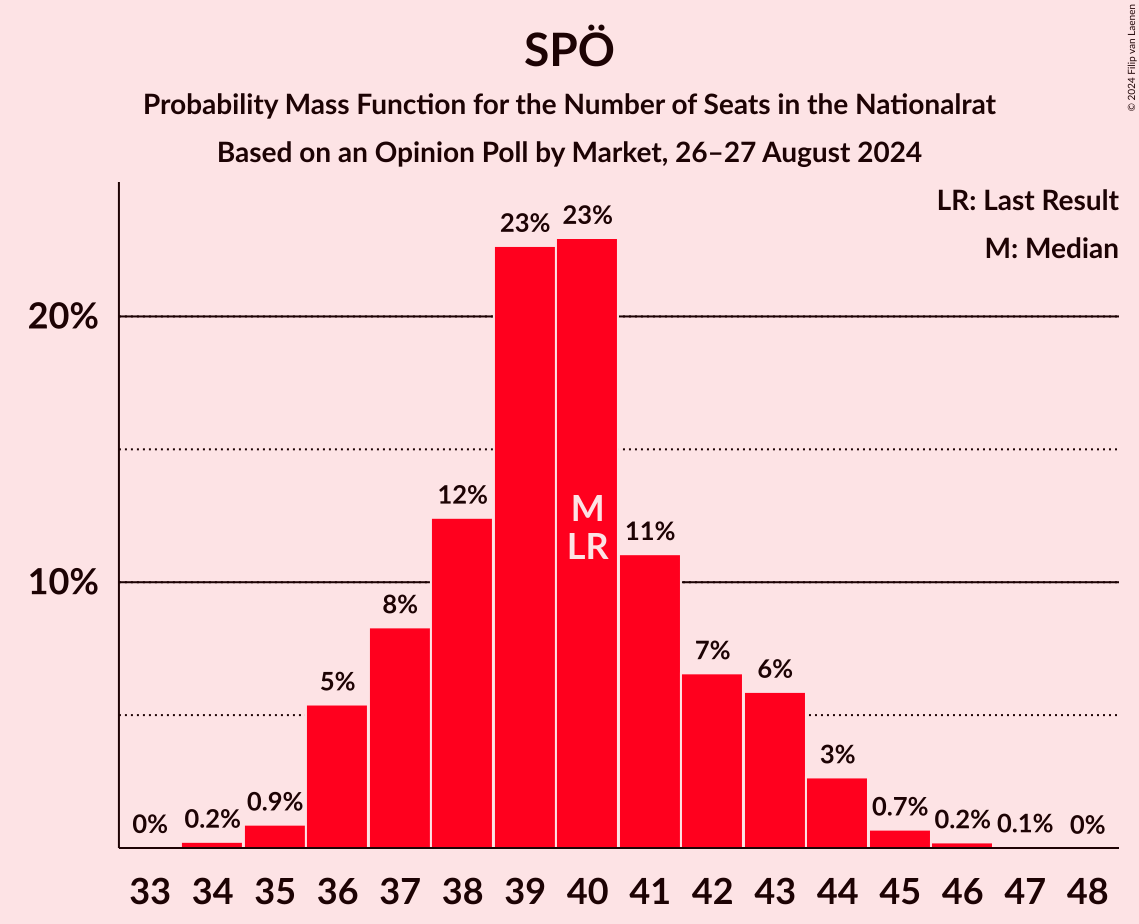 SPÖ
Probability Mass Function for the Number of Seats in the Nationalrat
Based on an Opinion Poll by Market, 26–27 August 2024
© 2024 Filip van Laenen
LR: Last Result
M: Median
20%
10%
0% 0.2% 0.9% 5% 8% 12% 23% 23% 11% 7% 6% 3% 0.7% 0.2% 0.1% 0%
M
LR
33 34 35 36 37 38 39 40 41 42 43 44 45 46 47 48